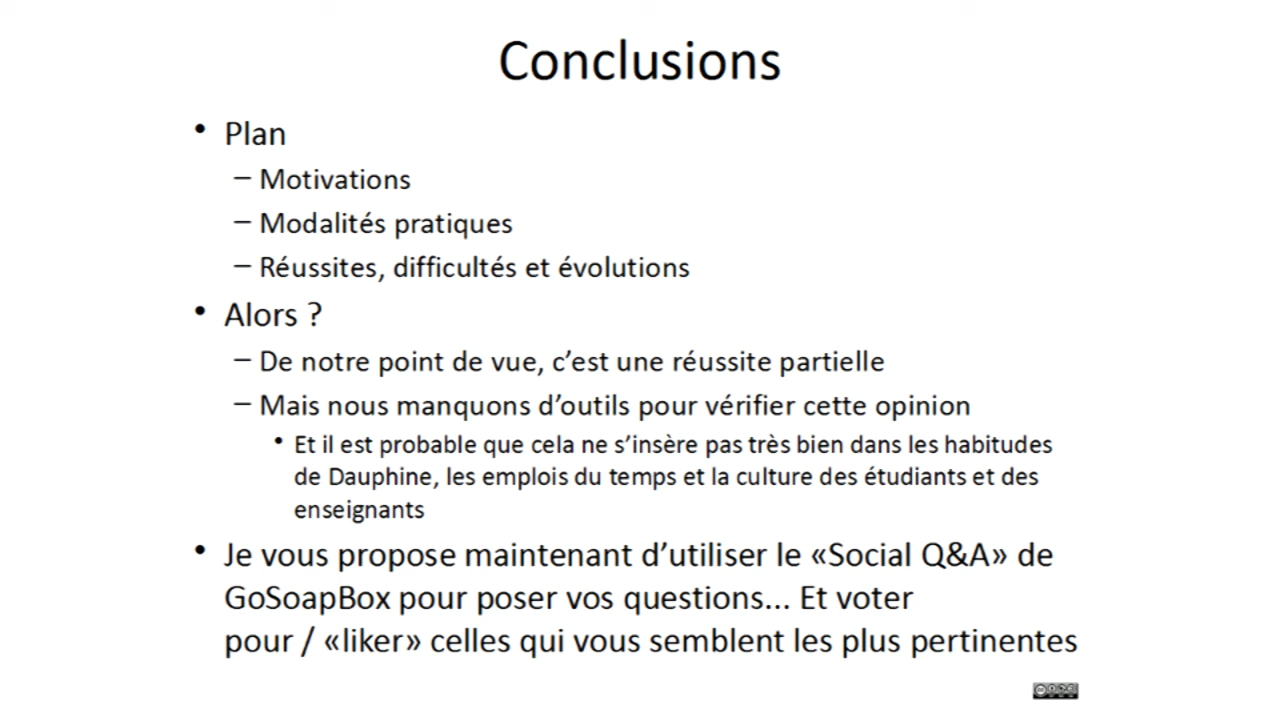 Conclusions
• Plan
– Motivations
– Modalités pratiques
– Réussites, difficultés et évolutions
• Alors ?
– De notre point de vue, c’est une réussite partielle
– Mais nous manquons d’outils pour vérifier cette opinion
• Et il est probable que cela ne s’insère pas très bien dans les habitudes
de Dauphine, les emplois du temps et la culture des étudiants et des
enseignants
• Je vous propose maintenant d’utiliser le «Social Q&A» de
GoSoapBox pour poser vos questions... Et voter
pour / «liker» celles qui vous semblent les plus pertinentes